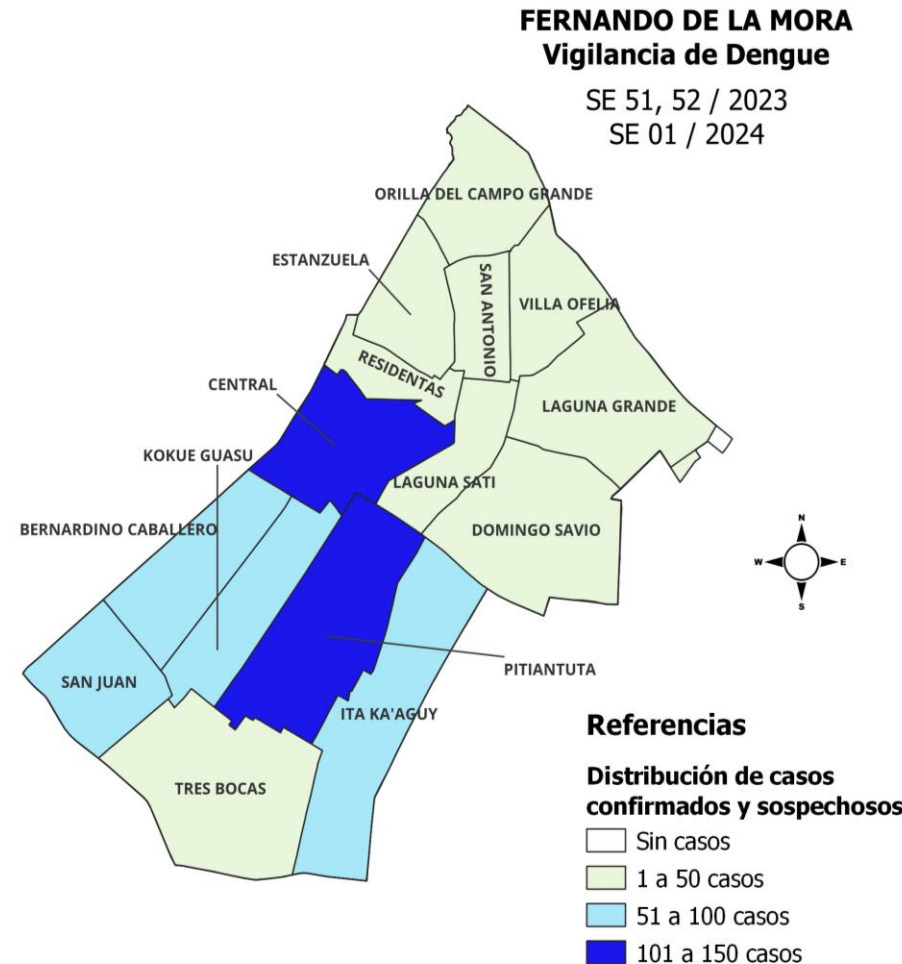 FERNANDO DE LA MORA
Vigilancia de Dengue
SE 51, 52 / 2023
SE 01 / 2024
ORILLA DEL CAMPO GRANDE
ESTANZUELA
SAN ANTONIO
VILLA OFELIA
RESIDENTAS
CENTRAL
LAGUNA GRANDE
KOKUE GUASU
LAGUNA SATI
BERNARDINO CABALLERO
DOMINGO SAVIO
N
W
E
S
PITIANTUTA
SAN JUAN
ITA KA'AGUY
TRES BOCAS
Referencias
Distribución de casos
confirmados y sospechosos
Sin casos
1 a 50 casos
51 a 100 casos
101 a 150 casos